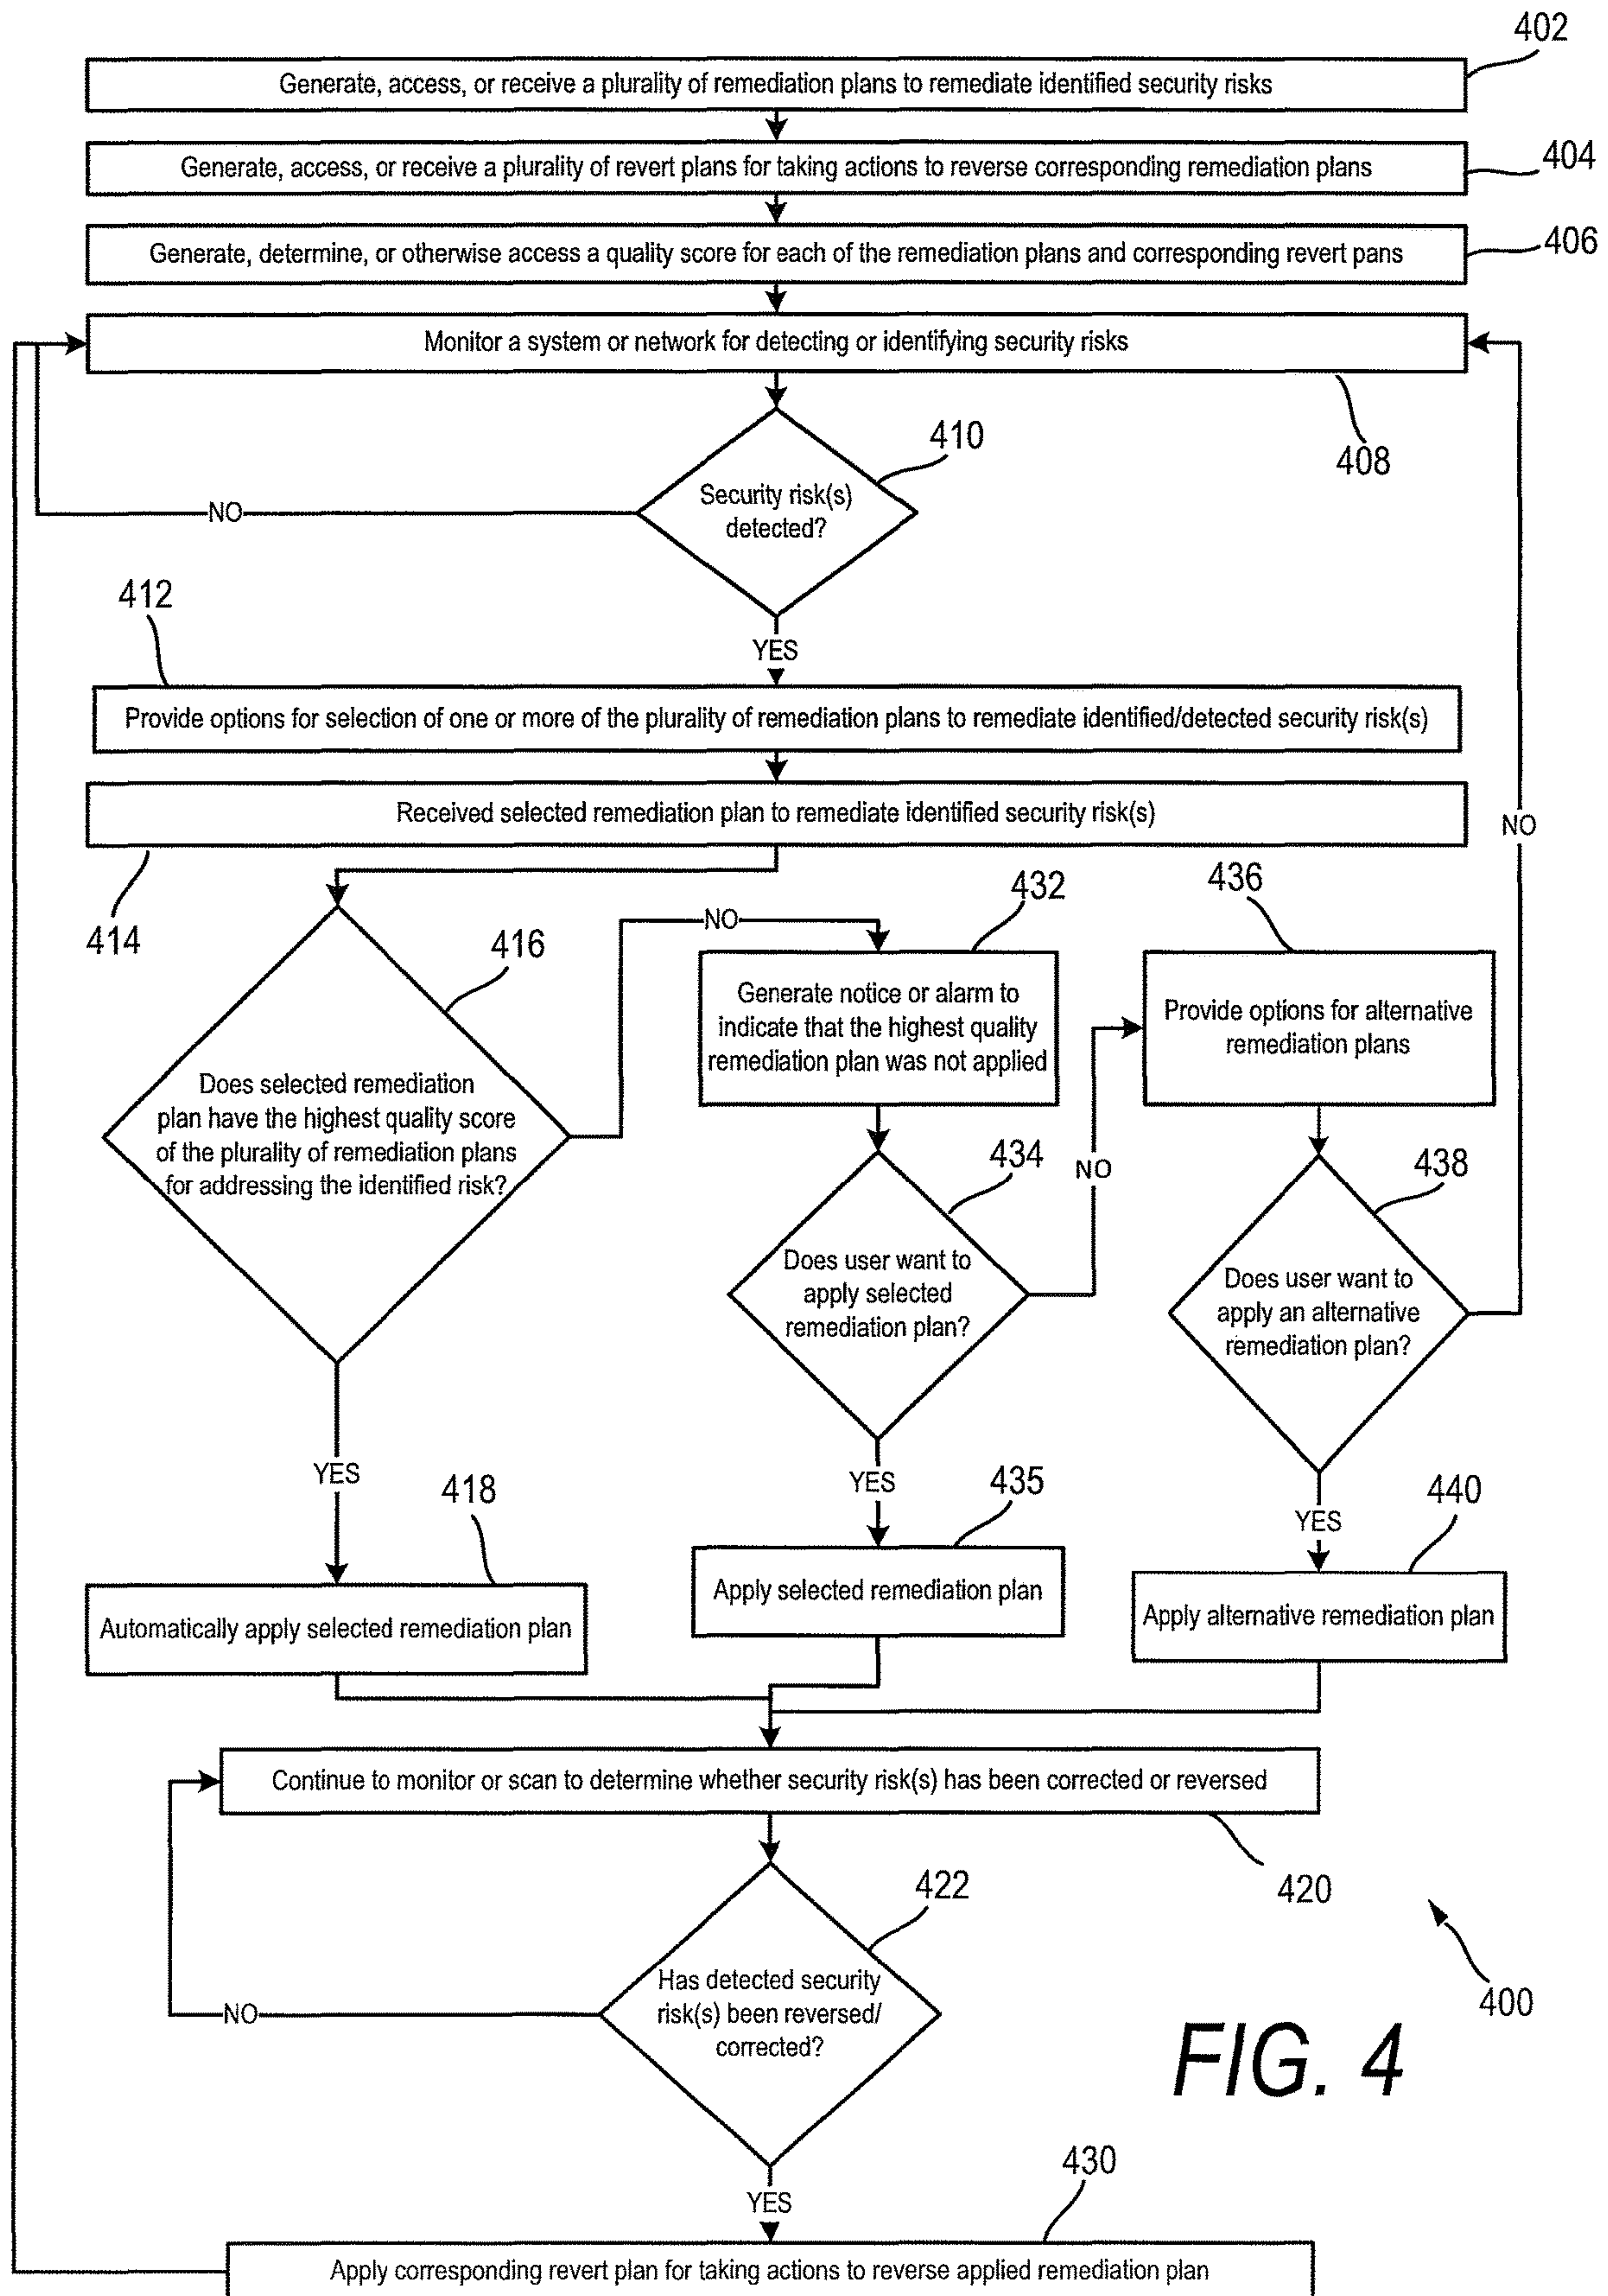 402
Generate, access, or receive a plurality of remediation plans to remediate identified security risks
404
Generate, access, or receive a plurality of revert plans for taking actions to reverse corresponding remediation plans
406
Generate, determine, or otherwise access a quality score for each of the remediation plans and corresponding revert pans
Monitor a system or network for detecting or identifying security risks
408
410
Security risk(s)
detected?
NO
YES
412
Provide options for selection of one or more of the plurality of remediation plans to remediate identified/detected security risk(s)
Received selected remediation plan to remediate identified security risk(s)
NO
414
416
Does selected remediation
plan have the highest quality score
of the plurality of remediation plans
for addressing the identified risk?
NO
432
Generate notice or alarm to
indicate that the highest quality
remediation plan was not applied
436
Provide options for alternative
remediation plans
434
Does user want to
apply selected
remediation plan?
NO
438
Does user want to
apply an alternative
remediation plan?
YES
418
Automatically apply selected remediation plan
YES
435
Apply selected remediation plan
YES
440
Apply alternative remediation plan
Continue to monitor or scan to determine whether security risk(s) has been corrected or reversed
420
422
Has detected security
risk(s) been reversed/
corrected?
NO
400
FIG. 4
YES
430
Apply corresponding revert plan for taking actions to reverse applied remediation plan